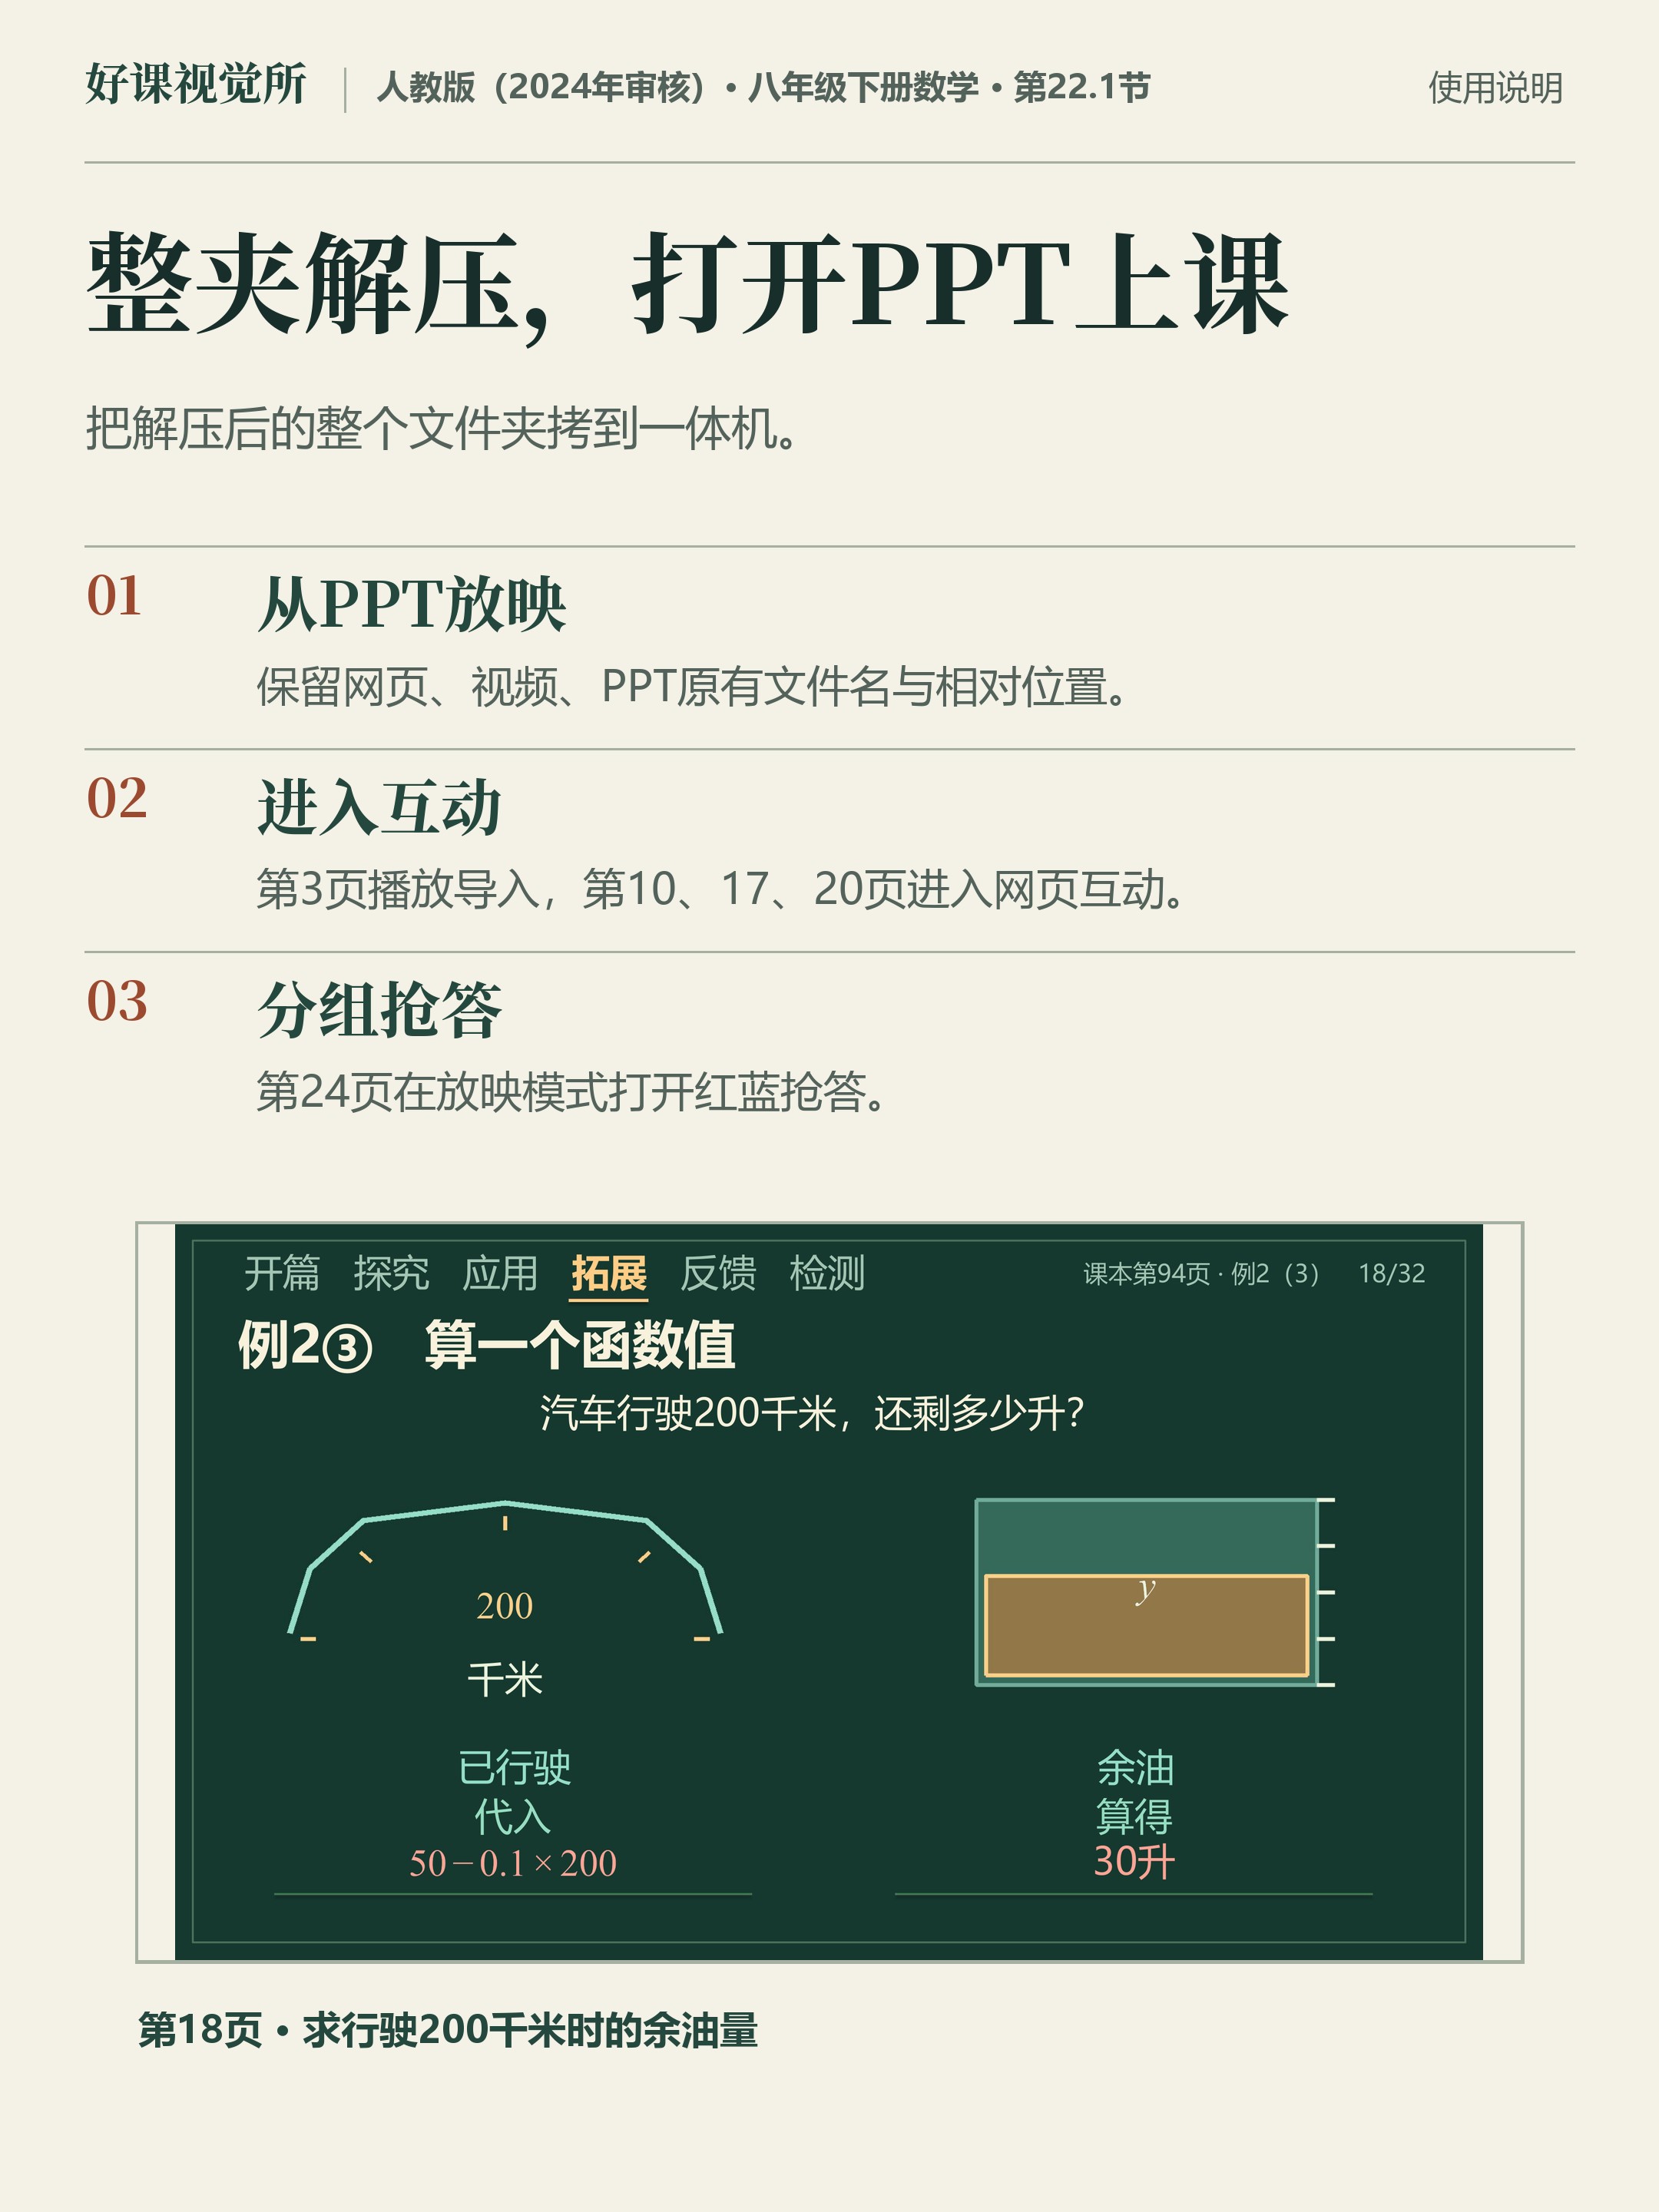 好课视觉所 人教版（2024年审核）• 八年级下册数学 • 第22.1节 使用说明
整夹解压，打开PPT上课
把解压后的整个文件夹拷到一体机。
01 从PPT放映
保留网页、视频、PPT原有文件名与相对位置。
02 进入互动
第3页播放导入，第10、17、20页进入网页互动。
03 分组抢答
第24页在放映模式打开红蓝抢答。
开篇 探究 应用 拓展 反馈 检测 课本第94页 · 例2（3） 18/32
例2③ 算一个函数值
汽车行驶200千米，还剩多少升？
y
200
千米
已行驶 余油
代入 算得
50－0.1×200 30升
第18页 • 求行驶200千米时的余油量